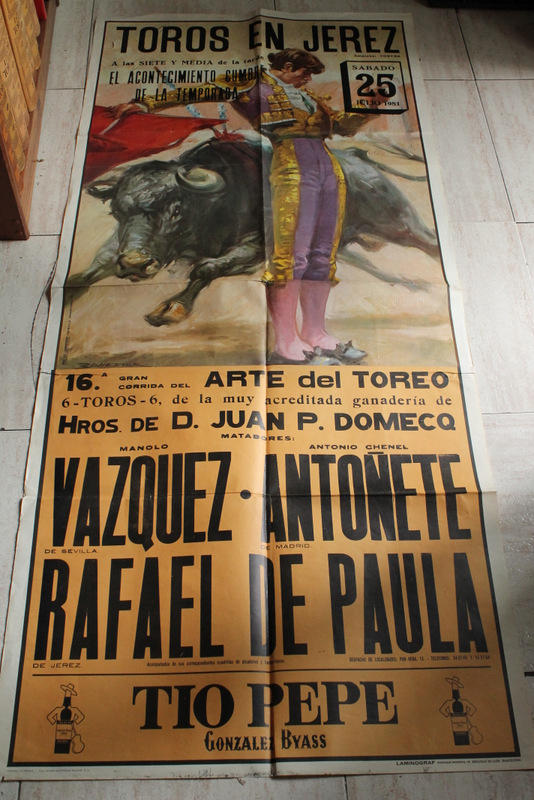 TOROS EN JEREZ
A las SIETE Y MEDIA de la tarde
EL ACONTECIMIENTO CUMBRE
DE LA TEMPORADA
SABADO
25
JULIO 1981
16.ª GRAN CORRIDA DEL ARTE del TOREO
6-TOROS-6, de la muy acreditada ganadería de
HROS. DE D. JUAN P. DOMECQ
MATADORES:
MANOLO ANTONIO CHENEL
VAZQUEZ · ANTOÑETE
DE SEVILLA. DE MADRID.
RAFAEL DE PAULA
DE JEREZ.
TIO PEPE
GONZALEZ BYASS
LAMINOGRAF